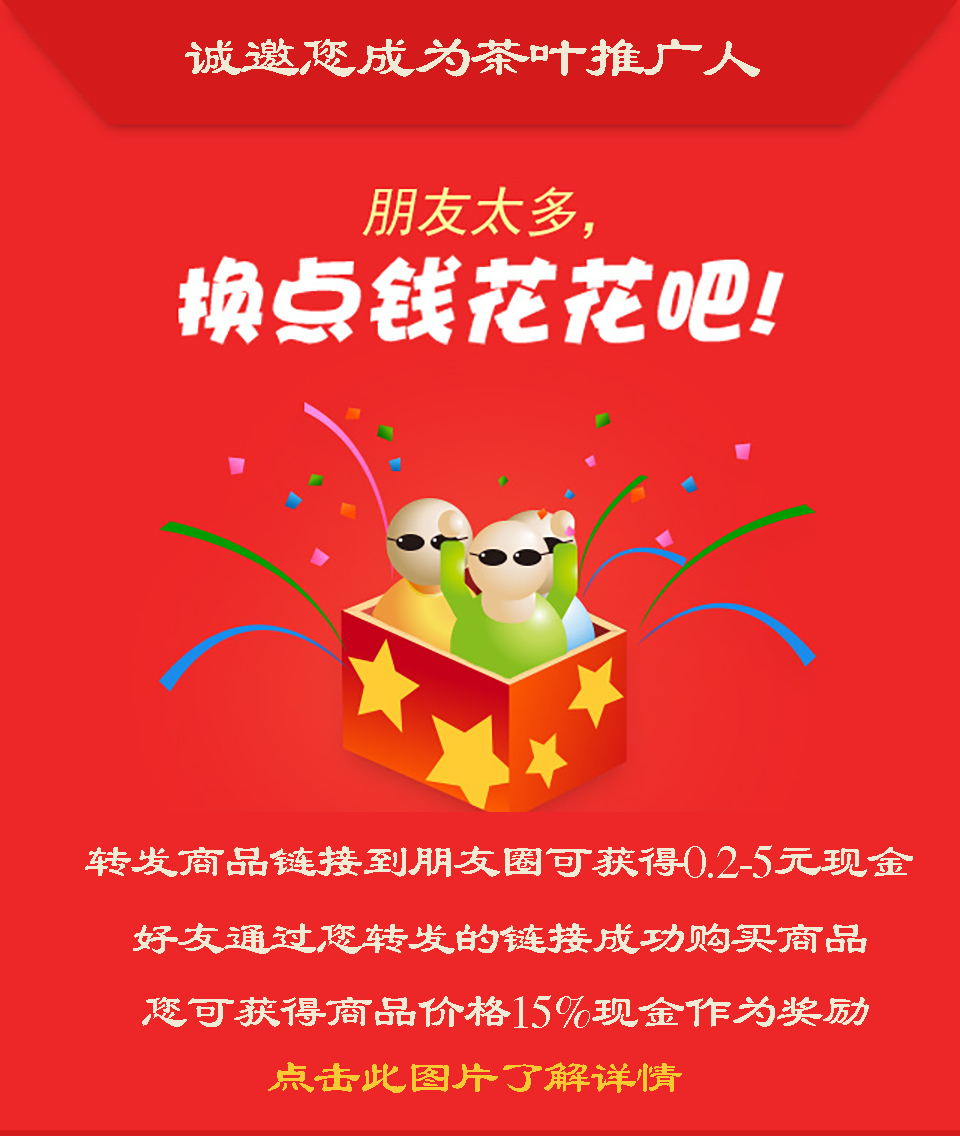 诚邀您成为茶叶推广人
朋友太多，
换点钱花花吧！
转发商品链接到朋友圈可获得0.2-5元现金
好友通过您转发的链接成功购买商品
您可获得商品价格15%现金作为奖励
点击此图片了解详情